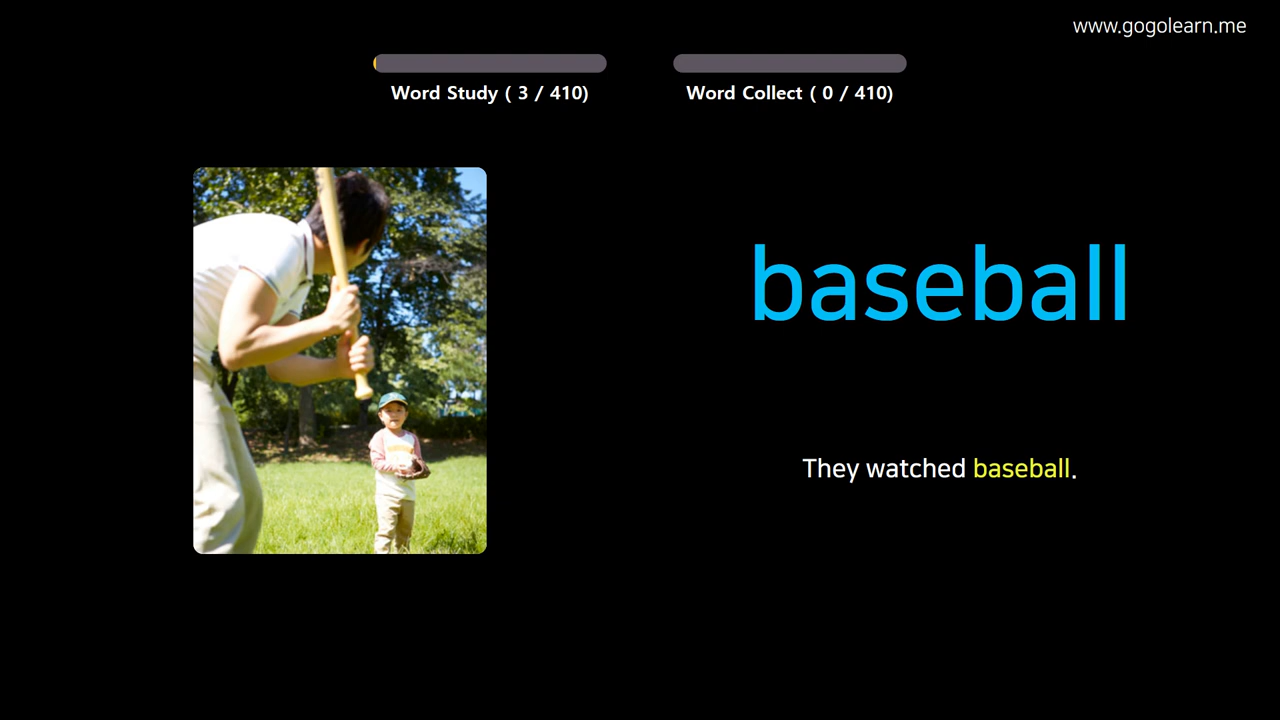 www.gogolearn.me
Word Study ( 3 / 410)
Word Collect ( 0 / 410)
baseball
They watched baseball.